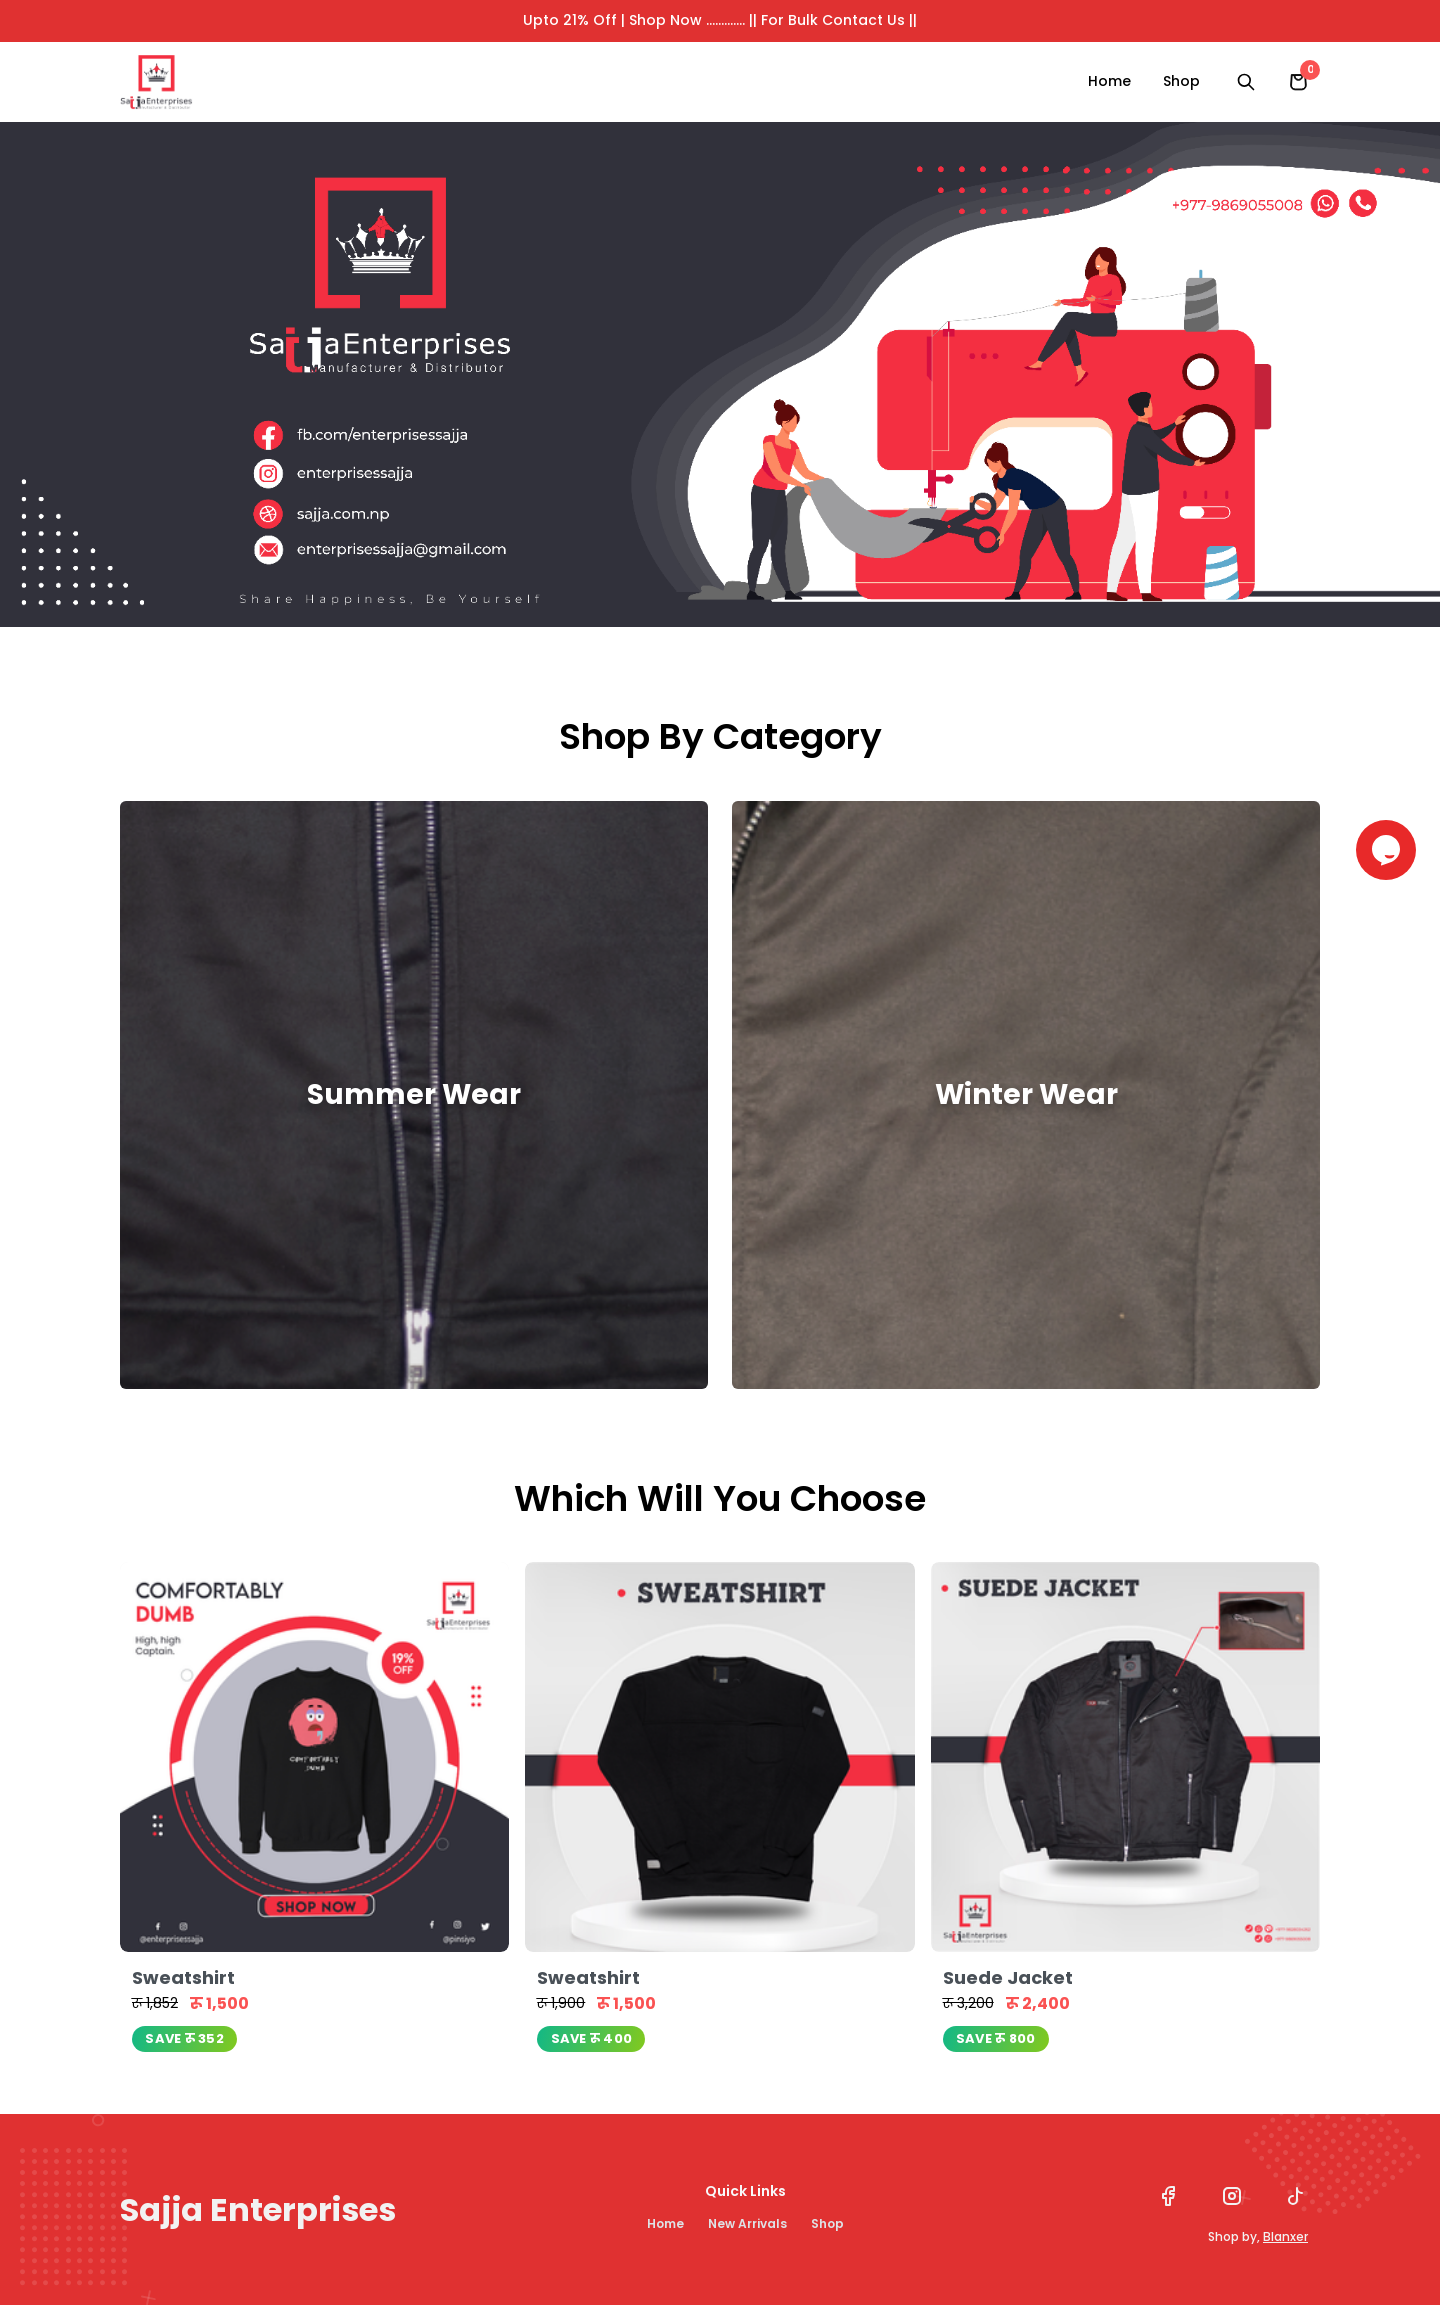 Upto 21% Off | Shop Now ............. || For Bulk Contact Us ||
SajjaEnterprises
Home
Shop
0
SajjaEnterprises
Manufacturer & Distributor
+977-9869055008
fb.com/enterprisessajja
enterprisessajja
sajja.com.np
enterprisessajja@gmail.com
Share Happiness, Be Yourself
Shop By Category
Summer Wear
Winter Wear
Which Will You Choose
COMFORTABLY
DUMB
High, high
Captain.
SajjaEnterprises
19%
OFF
COMFORTABLY
DUMB
SHOP NOW
@enterprisessajja
@pinsiyo
SWEATSHIRT
SUEDE JACKET
SajjaEnterprises
Sweatshirt
रु 1,852 रु 1,500
SAVE रु 352
Sweatshirt
रु 1,900 रु 1,500
SAVE रु 400
Suede Jacket
रु 3,200 रु 2,400
SAVE रु 800
Sajja Enterprises
Quick Links
Home
New Arrivals
Shop
Shop by, Blanxer